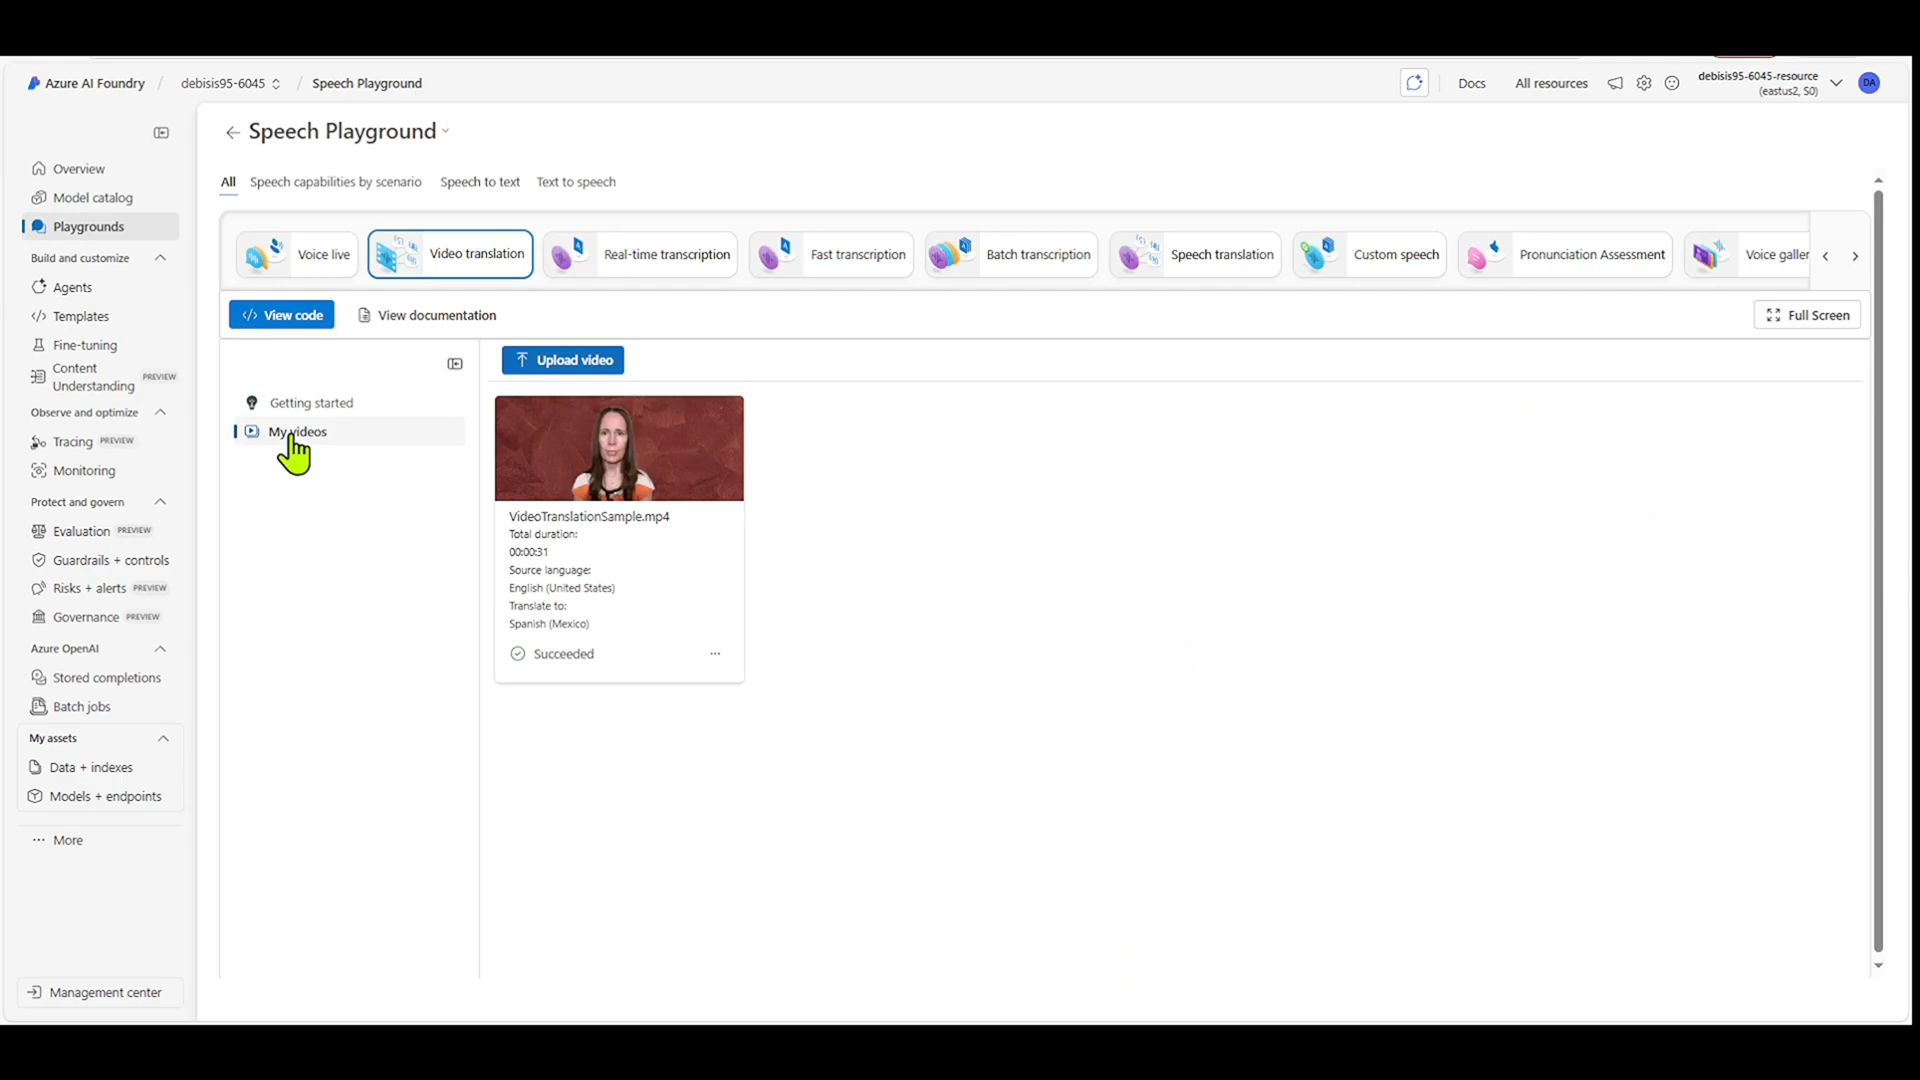 Azure AI Foundry / debisis95-6045 / Speech Playground
Docs
All resources
debisis95-6045-resource
(eastus2, S0)
DA
Speech Playground
Overview
Model catalog
Playgrounds
Build and customize
Agents
Templates
Fine-tuning
Content
Understanding PREVIEW
Observe and optimize
Tracing PREVIEW
Monitoring
Protect and govern
Evaluation PREVIEW
Guardrails + controls
Risks + alerts PREVIEW
Governance PREVIEW
Azure OpenAI
Stored completions
Batch jobs
My assets
Data + indexes
Models + endpoints
More
Management center
All
Speech capabilities by scenario
Speech to text
Text to speech
Voice live
Video translation
Real-time transcription
Fast transcription
Batch transcription
Speech translation
Custom speech
Pronunciation Assessment
Voice galler
View code
View documentation
Full Screen
Getting started
My videos
Upload video
VideoTranslationSample.mp4
Total duration:
00:00:31
Source language:
English (United States)
Translate to:
Spanish (Mexico)
Succeeded